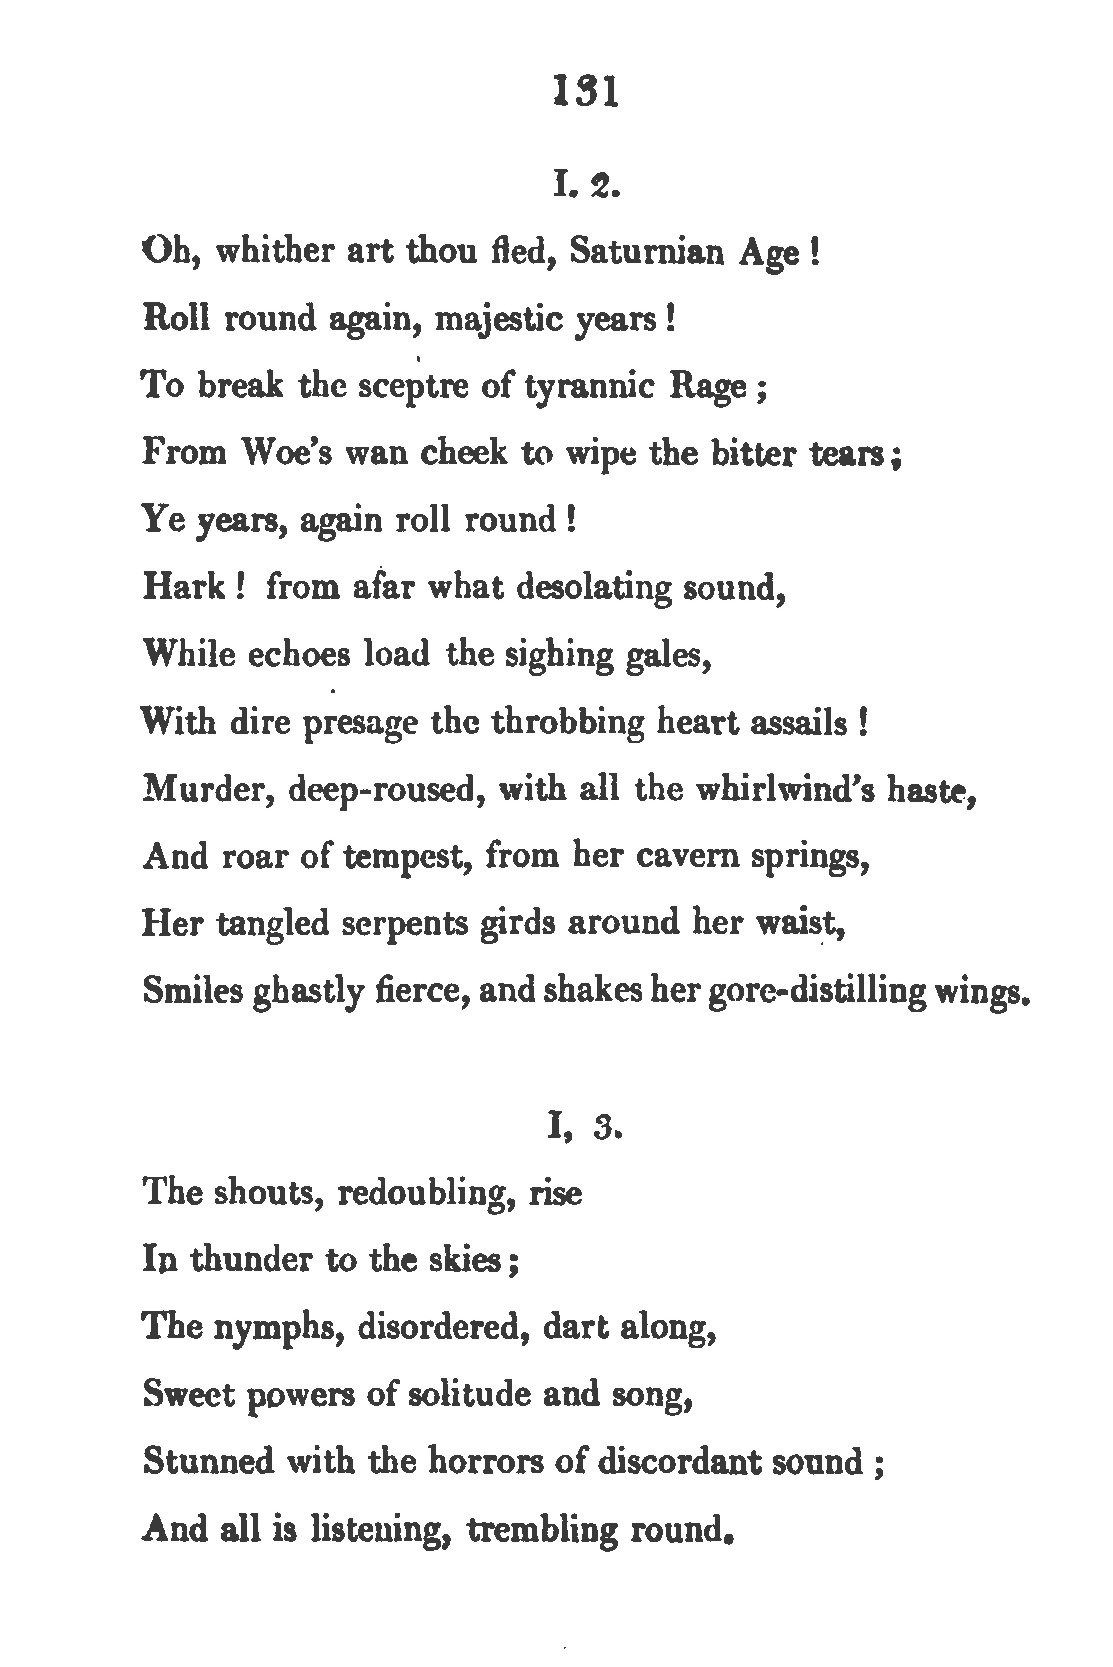 131
I. 2.
Oh, whither art thou fled, Saturnian Age !
Roll round again, majestic years !
To break the sceptre of tyrannic Rage ;
From Woe's wan cheek to wipe the bitter tears ;
Ye years, again roll round !
Hark ! from afar what desolating sound,
While echoes load the sighing gales,
With dire presage the throbbing heart assails !
Murder, deep-roused, with all the whirlwind's haste,
And roar of tempest, from her cavern springs,
Her tangled serpents girds around her waist,
Smiles ghastly fierce, and shakes her gore-distilling wings.
I, 3.
The shouts, redoubling, rise
In thunder to the skies ;
The nymphs, disordered, dart along,
Sweet powers of solitude and song,
Stunned with the horrors of discordant sound ;
And all is listening, trembling round.